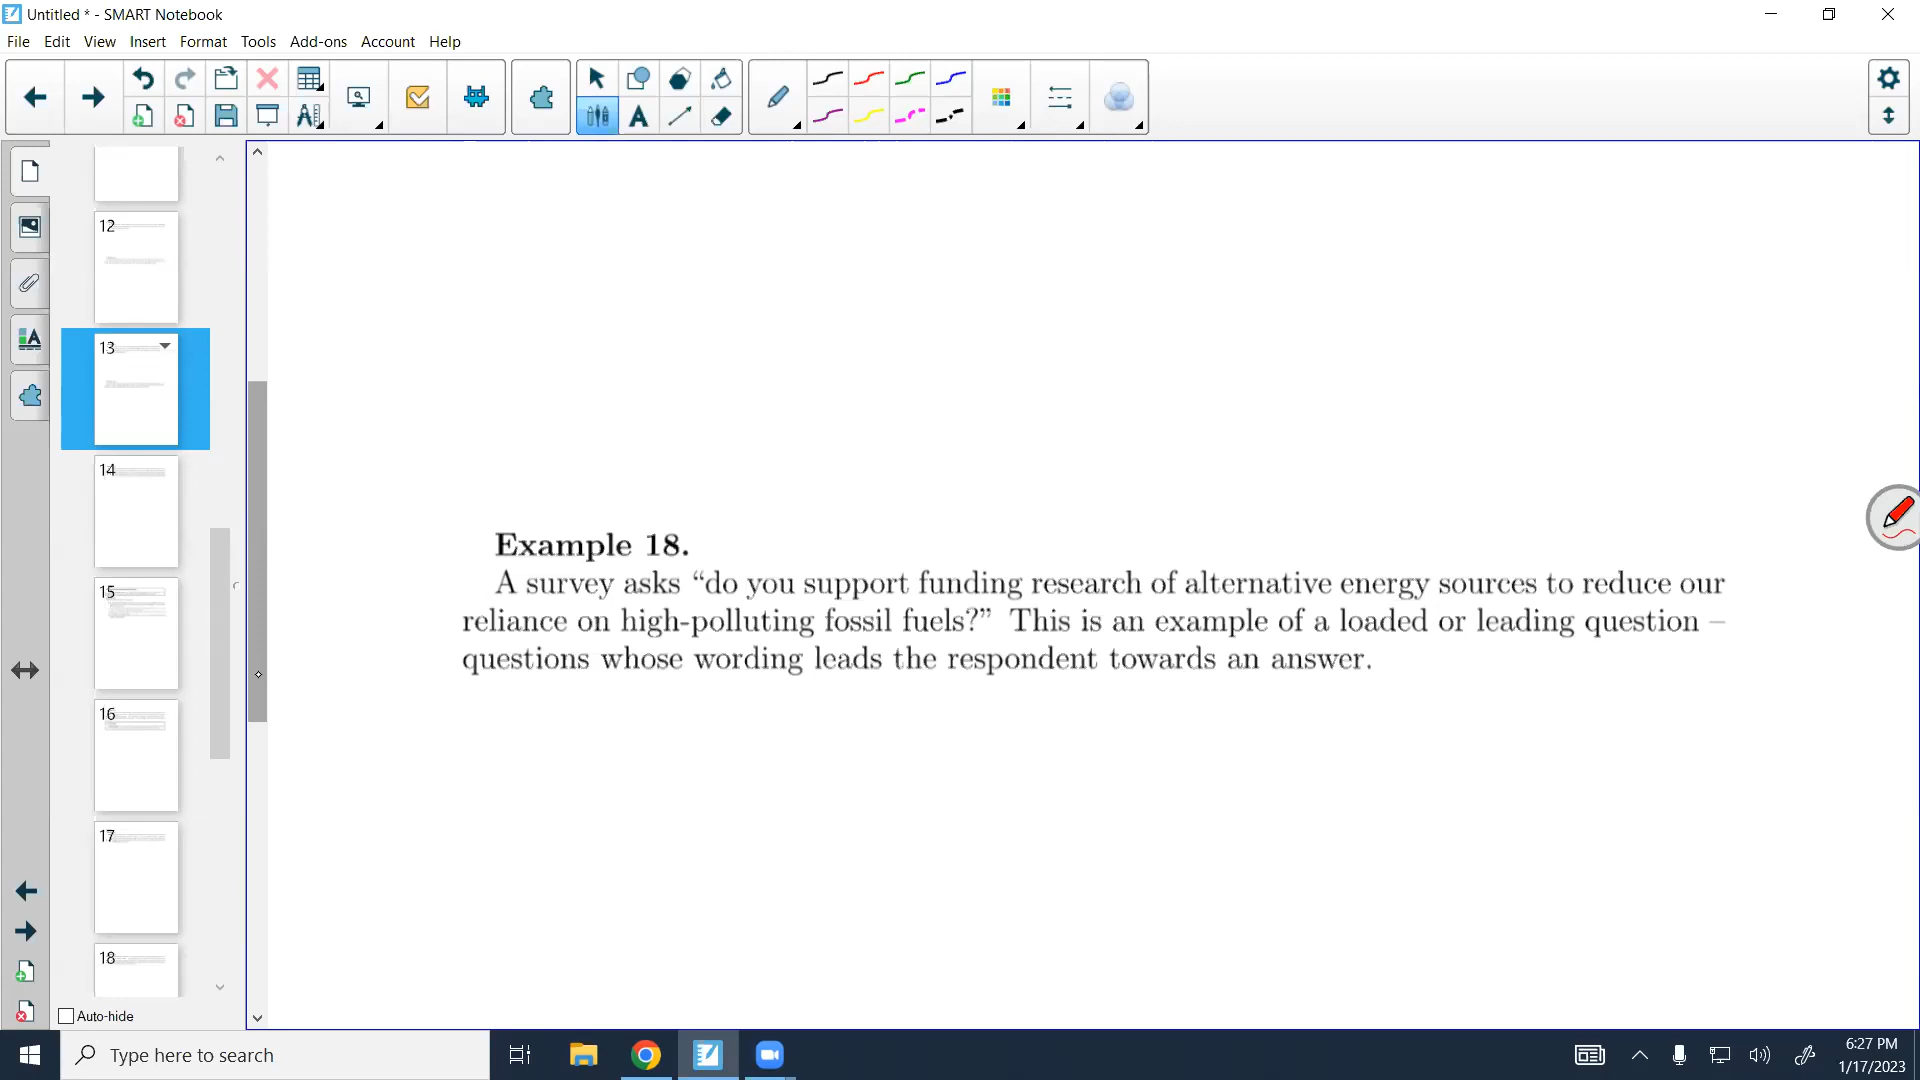 Untitled * - SMART Notebook
File Edit View Insert Format Tools Add-ons Account Help
12
13
14
15
16
17
18
Auto-hide
Example 18.
A survey asks “do you support funding research of alternative energy sources to reduce our
reliance on high-polluting fossil fuels?” This is an example of a loaded or leading question –
questions whose wording leads the respondent towards an answer.
Type here to search
6:27 PM
1/17/2023